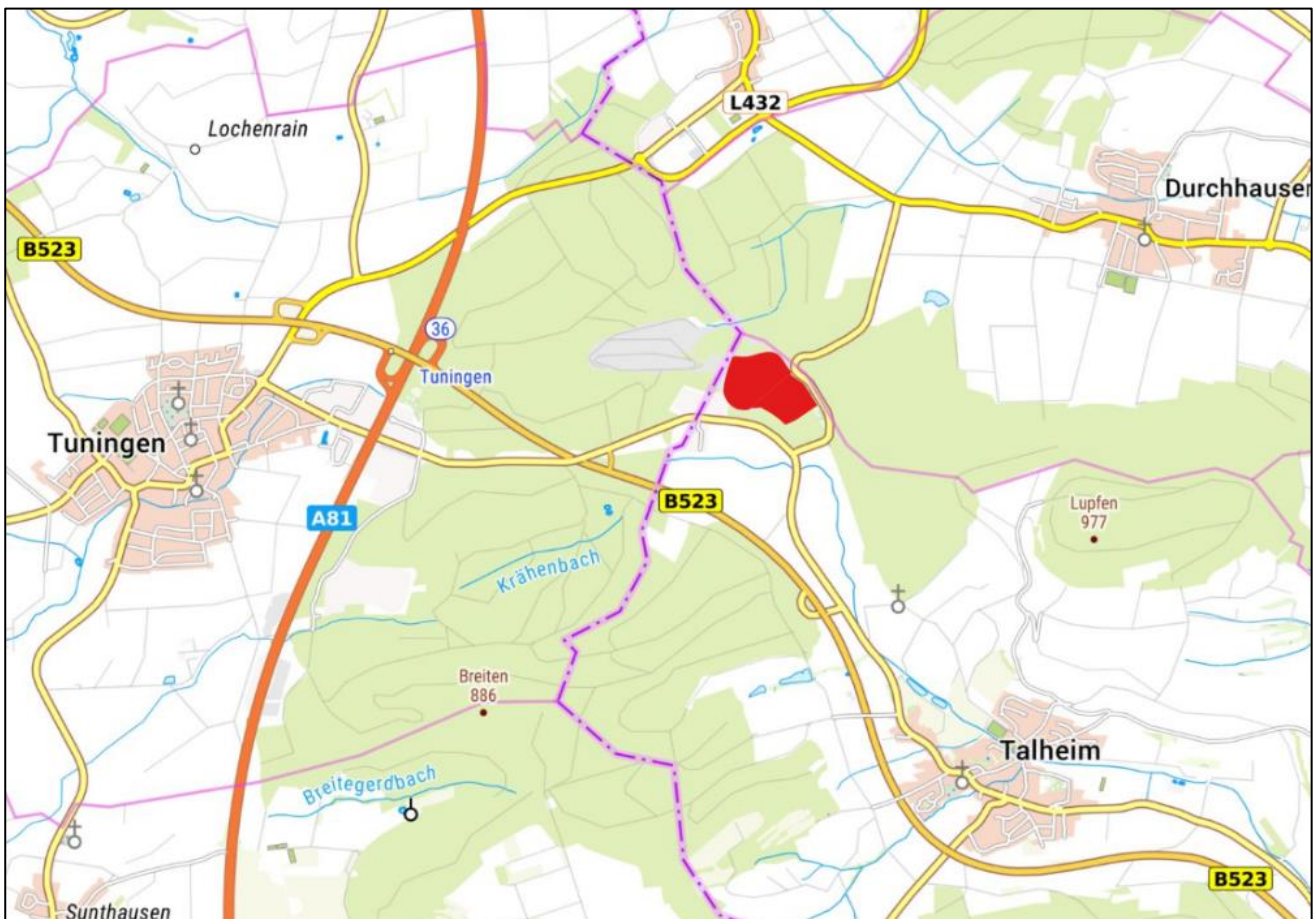 L432
Lochenrain
Durchhausen
B523
36
Tuningen
Tuningen
B523
Lupfen
977
A81
Krähenbach
Breiten
886
Talheim
Breitegerdbach
B523
Sunthausen